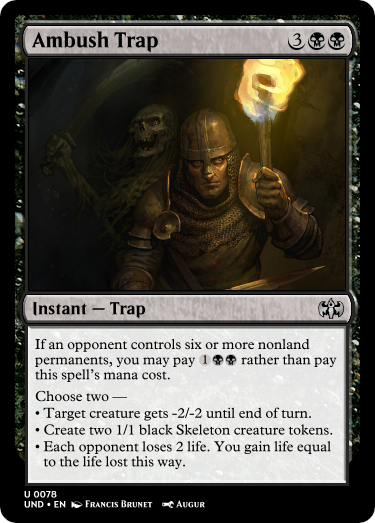 Ambush Trap 3
Instant — Trap
If an opponent controls six or more nonland
permanents, you may pay 1 rather than pay
this spell's mana cost.
Choose two —
• Target creature gets -2/-2 until end of turn.
• Create two 1/1 black Skeleton creature tokens.
• Each opponent loses 2 life. You gain life equal
to the life lost this way.
U 0078
UND • EN Francis Brunet Augur